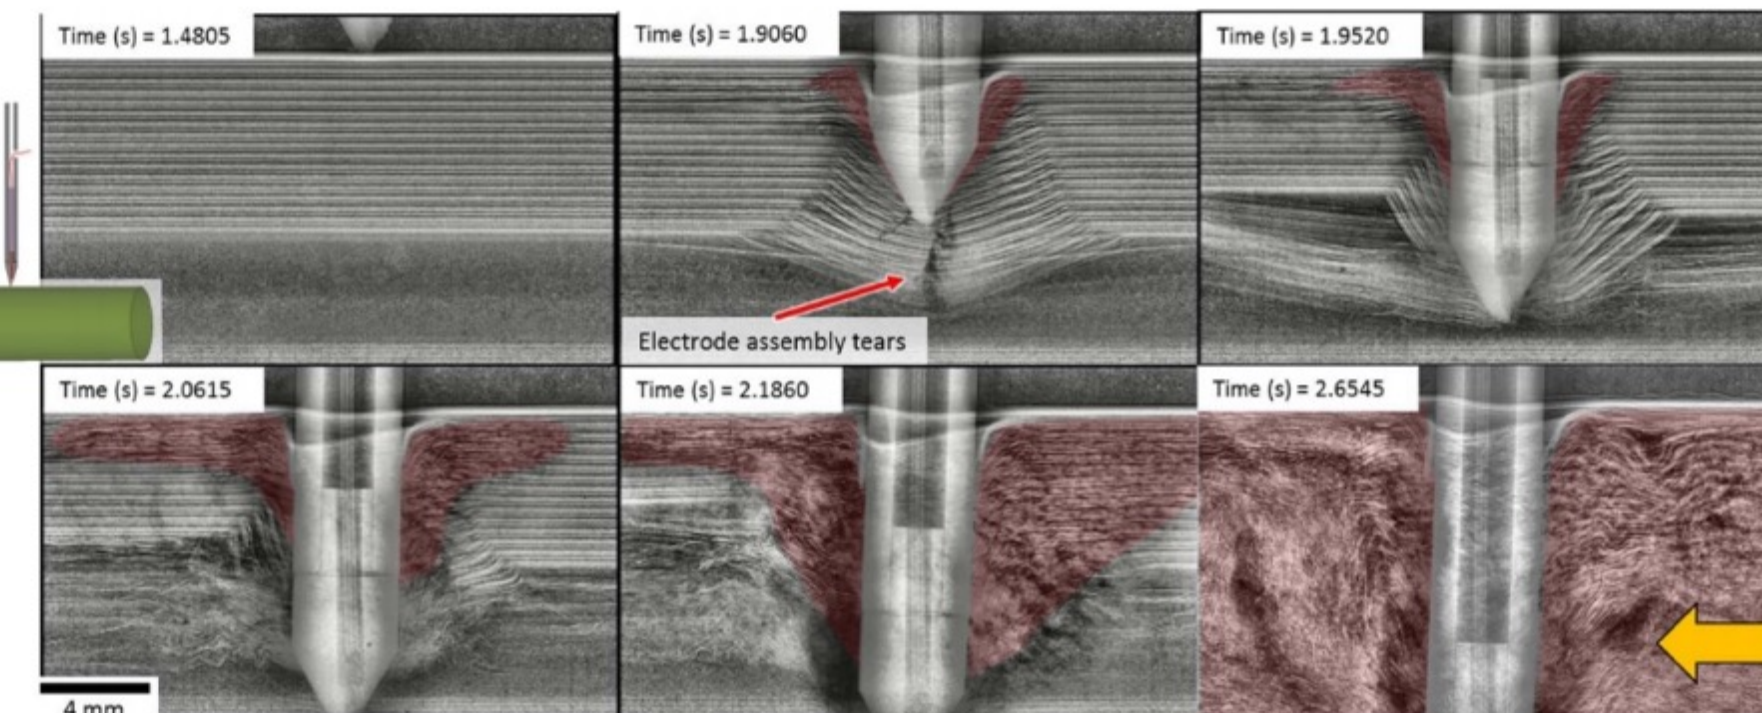 Time (s) = 1.4805
Time (s) = 1.9060
Time (s) = 1.9520
Electrode assembly tears
Time (s) = 2.0615
Time (s) = 2.1860
Time (s) = 2.6545
4 mm